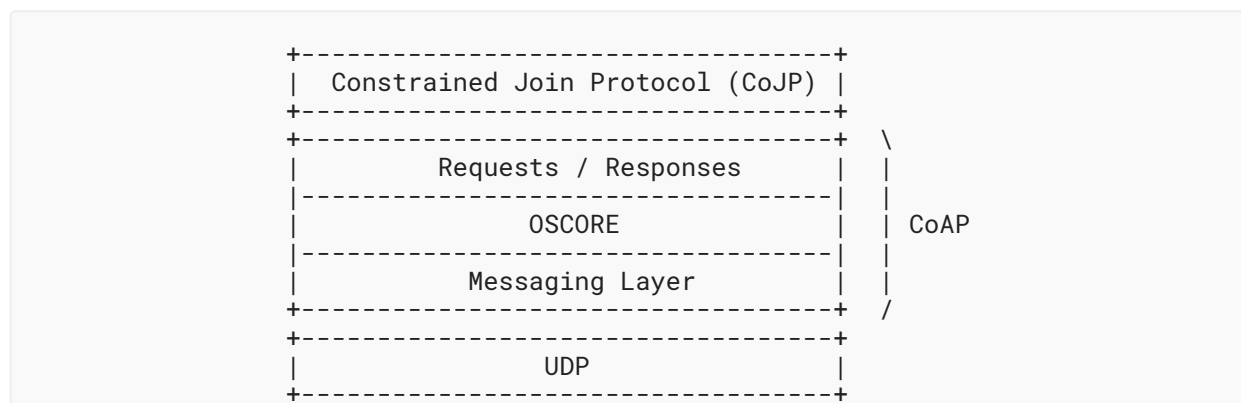 +-----------------------------------+
|  Constrained Join Protocol (CoJP) |
+-----------------------------------+
+-----------------------------------+  \
|         Requests / Responses      |  |
|-----------------------------------|  |
|               OSCORE              |  | CoAP
|-----------------------------------|  |
|           Messaging Layer         |  |
+-----------------------------------+  /
+-----------------------------------+
|                UDP                |
+-----------------------------------+